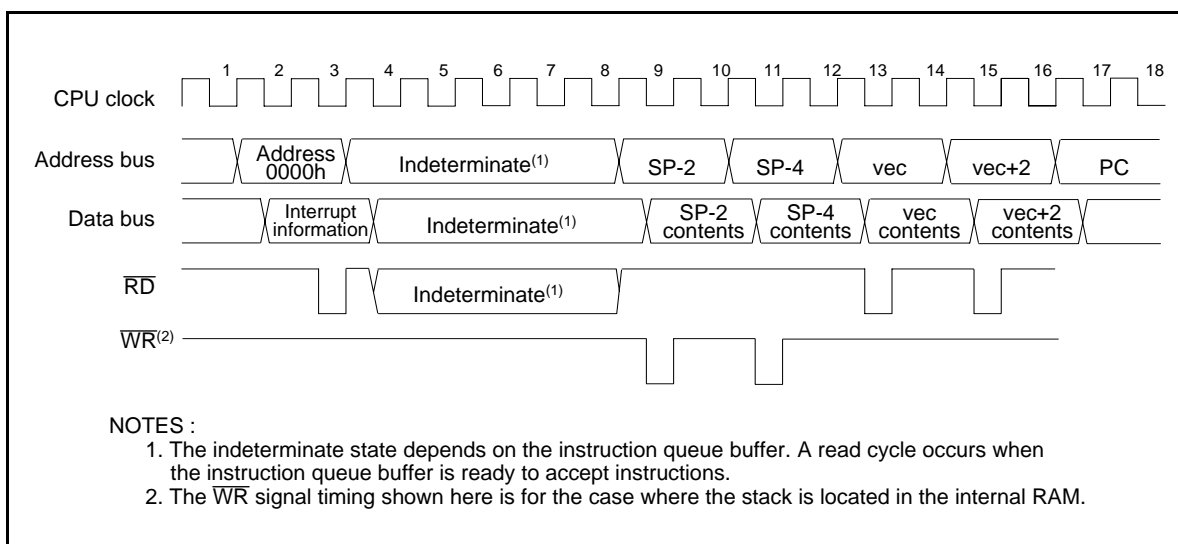 1 2 3 4 5 6 7 8 9 10 11 12 13 14 15 16 17 18
CPU clock
Address bus
Address
0000h
Indeterminate(1)
SP-2
SP-4
vec
vec+2
PC
Data bus
Interrupt
information
Indeterminate(1)
SP-2
contents
SP-4
contents
vec
contents
vec+2
contents
RD
Indeterminate(1)
WR(2)
NOTES :
1. The indeterminate state depends on the instruction queue buffer. A read cycle occurs when
the instruction queue buffer is ready to accept instructions.
2. The WR signal timing shown here is for the case where the stack is located in the internal RAM.